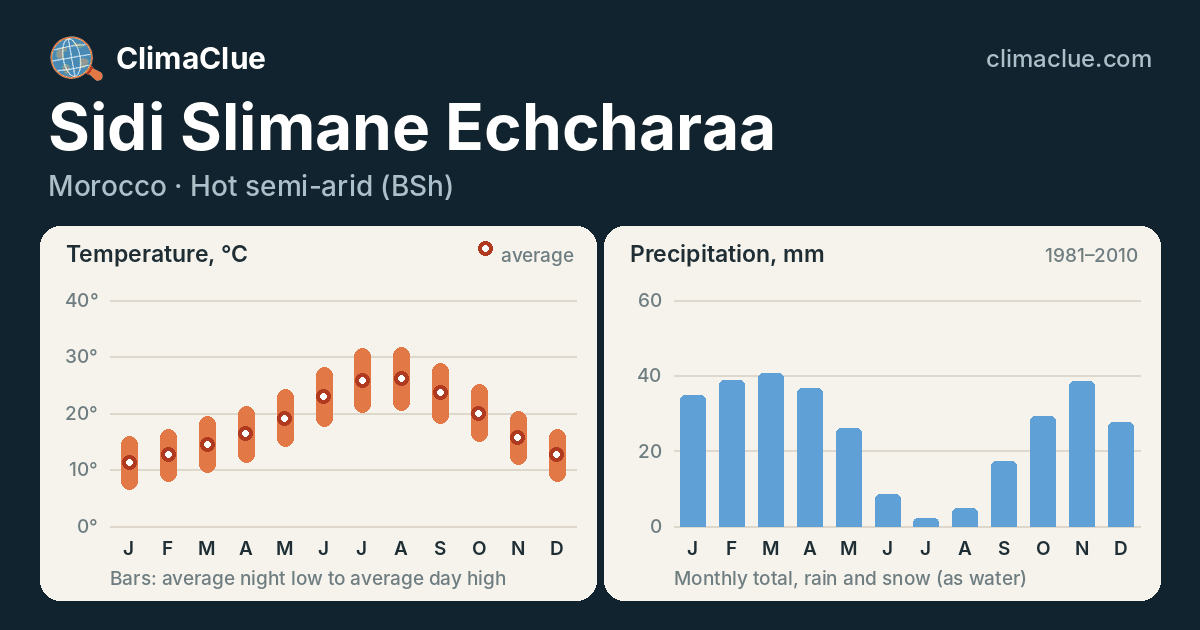 ClimaClue
climaclue.com
Sidi Slimane Echcharaa
Morocco · Hot semi-arid (BSh)
Temperature, °C
average
40°
30°
20°
10°
0°
J F M A M J J A S O N D
Bars: average night low to average day high
Precipitation, mm
1981–2010
60
40
20
0
J F M A M J J A S O N D
Monthly total, rain and snow (as water)